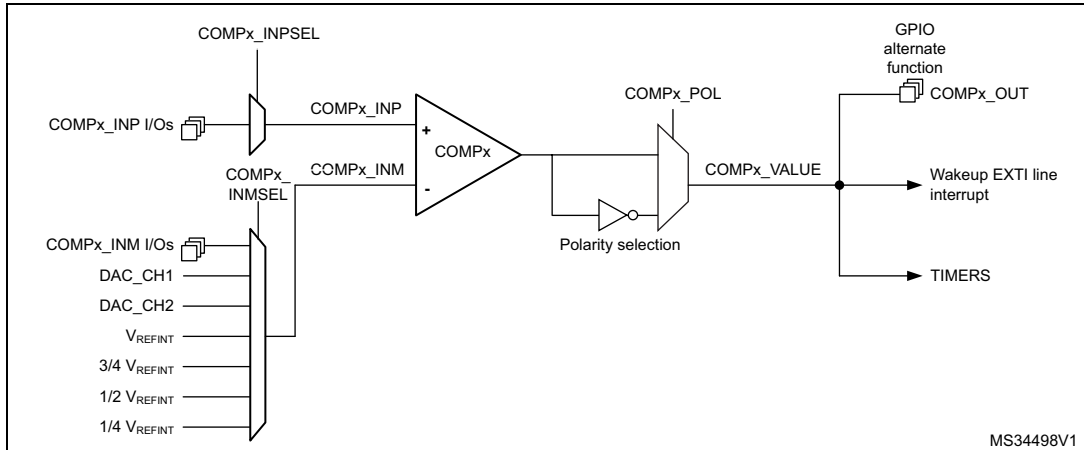 COMPx_INPSEL
COMPx_INP I/Os
COMPx_INP
+
COMPx
-
COMPx_INM
COMPx_
INMSEL
COMPx_INM I/Os
DAC_CH1
DAC_CH2
VREFINT
3/4 VREFINT
1/2 VREFINT
1/4 VREFINT
COMPx_POL
Polarity selection
COMPx_VALUE
GPIO
alternate
function
COMPx_OUT
Wakeup EXTI line
interrupt
TIMERS
MS34498V1